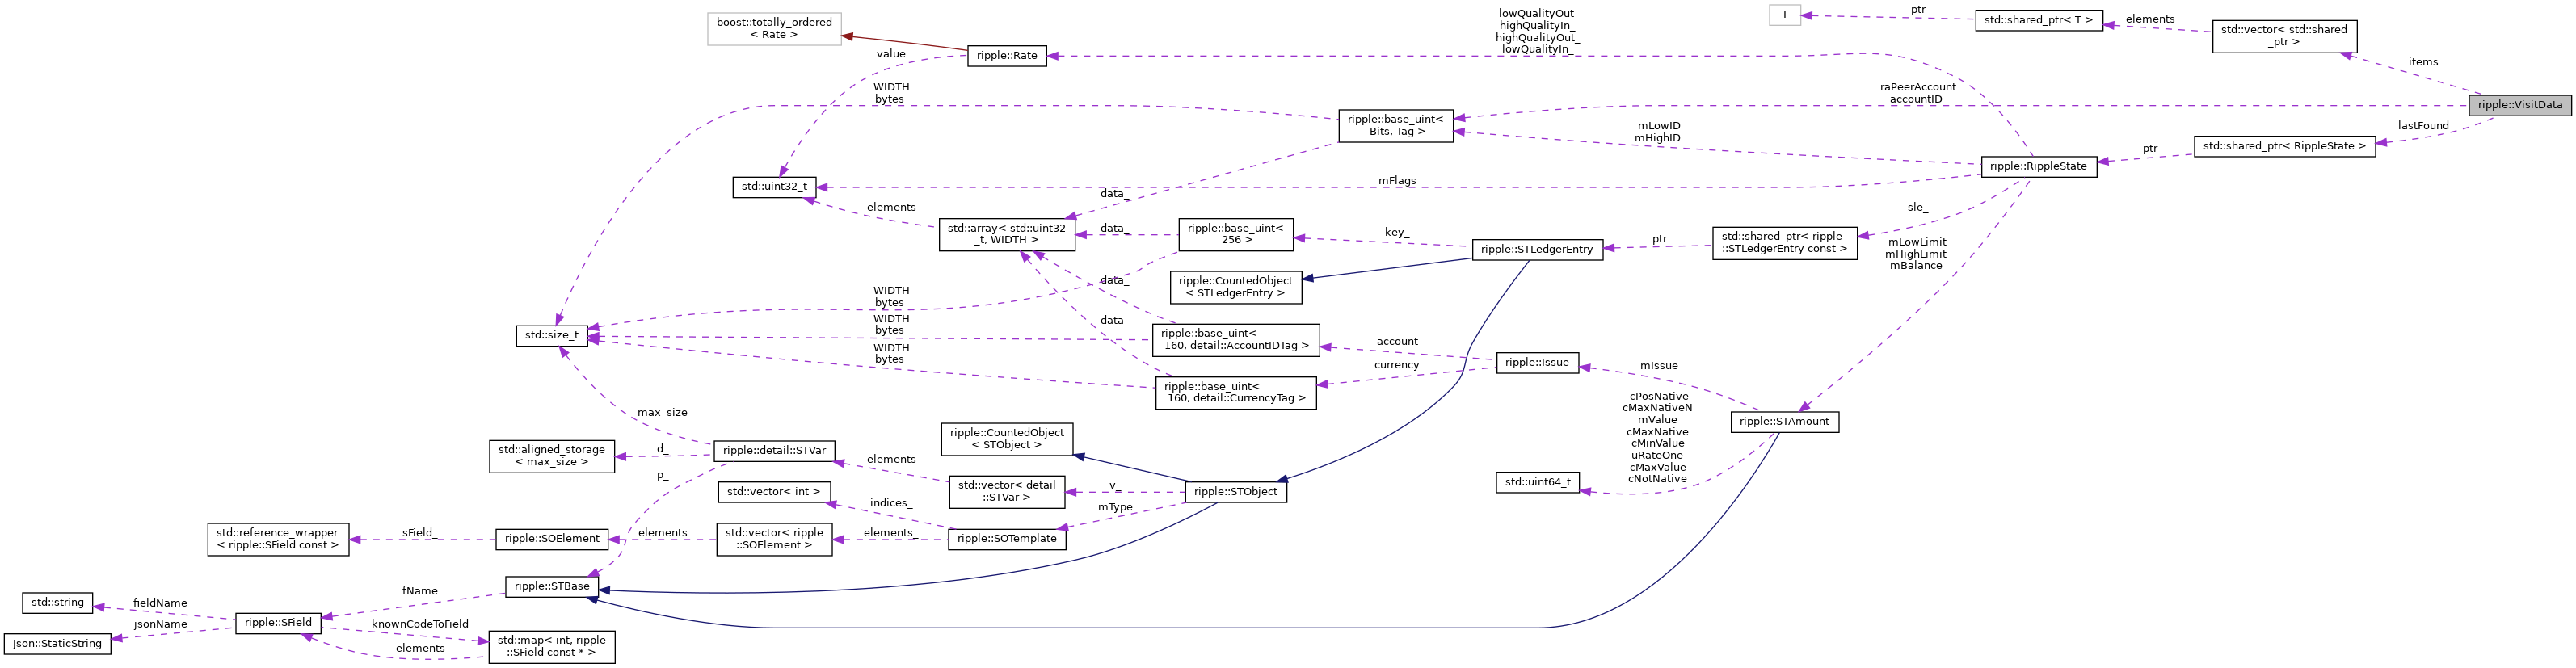 boost::totally_ordered
< Rate >
lowQualityOut_
highQualityIn_
highQualityOut_
lowQualityIn_
T
ptr
std::shared_ptr< T >
elements
std::vector< std::shared
_ptr >
value
ripple::Rate
items
WIDTH
bytes
raPeerAccount
accountID
ripple::VisitData
ripple::base_uint<
Bits, Tag >
mLowID
mHighID
lastFound
std::shared_ptr< RippleState >
ptr
ripple::RippleState
std::uint32_t
mFlags
data_
elements
sle_
std::array< std::uint32
_t, WIDTH >
data_
ripple::base_uint<
256 >
key_
ripple::STLedgerEntry
ptr
std::shared_ptr< ripple
::STLedgerEntry const >
mLowLimit
mHighLimit
mBalance
ripple::CountedObject
< STLedgerEntry >
data_
WIDTH
bytes
WIDTH
bytes
data_
std::size_t
ripple::base_uint<
160, detail::AccountIDTag >
account
WIDTH
bytes
currency
ripple::Issue
mIssue
ripple::base_uint<
160, detail::CurrencyTag >
max_size
cPosNative
cMaxNativeN
mValue
cMaxNative
cMinValue
uRateOne
cMaxValue
cNotNative
ripple::STAmount
ripple::CountedObject
< STObject >
std::aligned_storage
< max_size >
d_
ripple::detail::STVar
elements
p_
std::vector< int >
std::vector< detail
::STVar >
v_
ripple::STObject
std::uint64_t
indices_
mType
std::reference_wrapper
< ripple::SField const >
sField_
ripple::SOElement
elements
std::vector< ripple
::SOElement >
elements_
ripple::SOTemplate
ripple::STBase
fName
std::string
fieldName
ripple::SField
knownCodeToField
jsonName
Json::StaticString
elements
std::map< int, ripple
::SField const * >